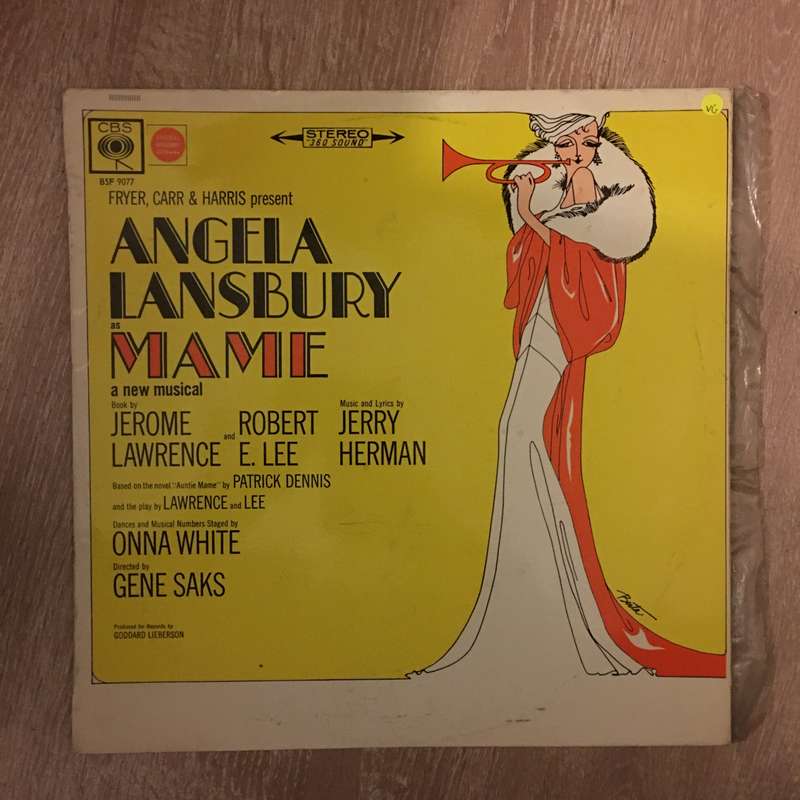 VG
CBS
STEREO
"360 SOUND"
BSF 9077
FRYER, CARR & HARRIS present
ANGELA
LANSBURY
as
MAME
a new musical
Book by
JEROME
LAWRENCE
and
ROBERT
E. LEE
Music and Lyrics by
JERRY
HERMAN
Based on the novel "Auntie Mame" by PATRICK DENNIS
and the play by LAWRENCE and LEE
Dances and Musical Numbers Staged by
ONNA WHITE
Directed by
GENE SAKS
Produced for Records by
GODDARD LIEBERSON